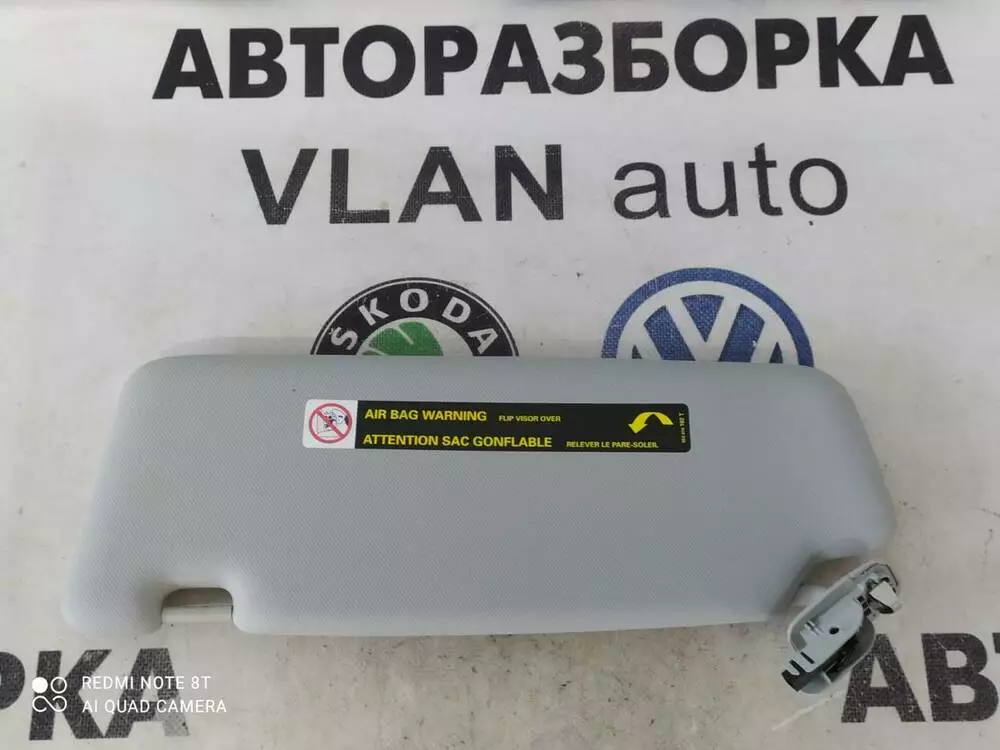 АВТОРАЗБОРКА
VLAN auto
ŠKODA
AIR BAG WARNING FLIP VISOR OVER
ATTENTION SAC GONFLABLE RELEVER LE PARE-SOLEIL
РКА
АВТ
REDMI NOTE 8T
AI QUAD CAMERA